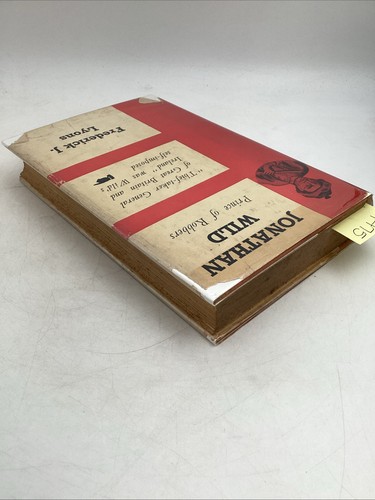 JONATHAN
WILD
Prince of Robbers
"Thief-taker General
of Great Britain and
Ireland" was Wild's
self-imposed
Frederick J.
Lyons